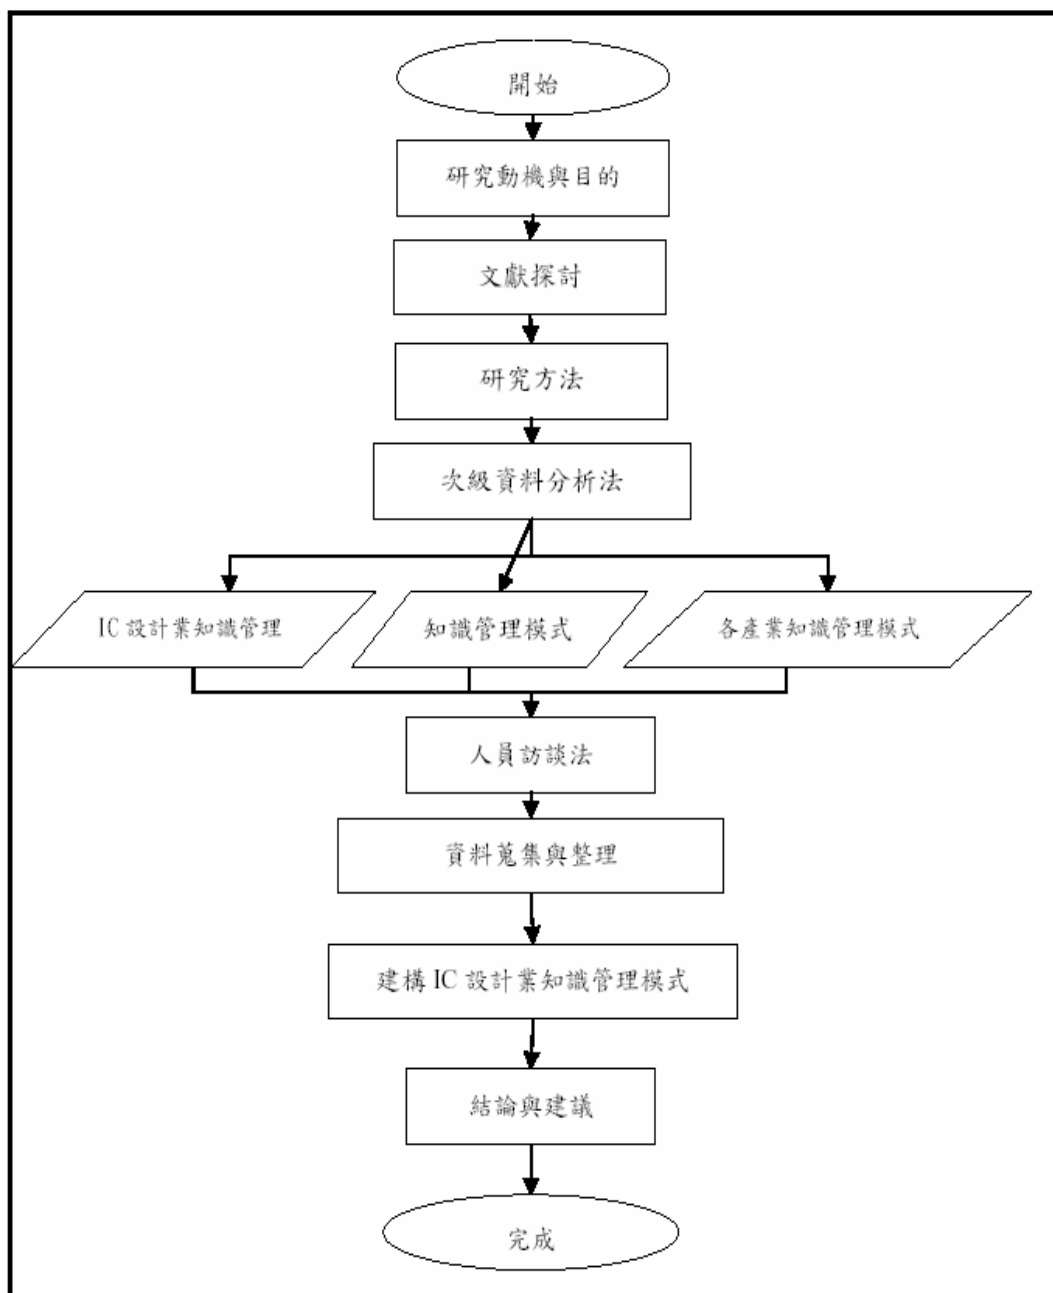 開始
研究動機與目的
文獻探討
研究方法
次級資料分析法
IC 設計業知識管理
知識管理模式
各產業知識管理模式
人員訪談法
資料蒐集與整理
建構 IC 設計業知識管理模式
結論與建議
完成